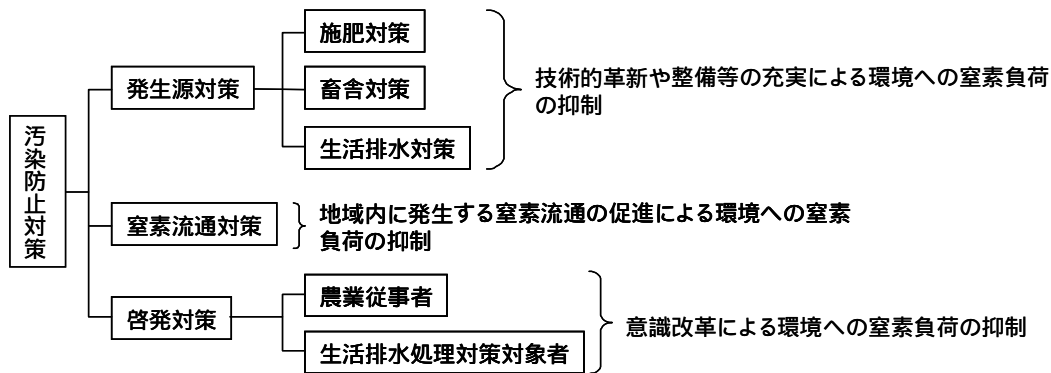 汚染防止対策
発生源対策
施肥対策
畜舎対策
生活排水対策
技術的革新や整備等の充実による環境への窒素負荷
の抑制
窒素流通対策
地域内に発生する窒素流通の促進による環境への窒素
負荷の抑制
啓発対策
農業従事者
生活排水処理対策対象者
意識改革による環境への窒素負荷の抑制